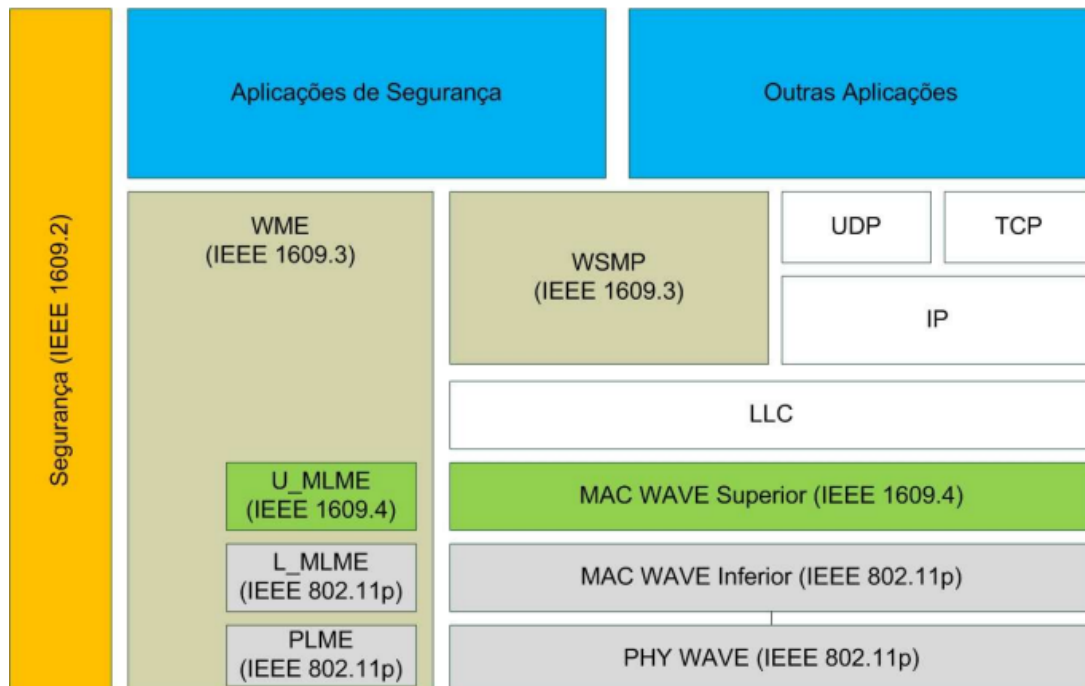 Segurança (IEEE 1609.2)
Aplicações de Segurança
Outras Aplicações
WME
(IEEE 1609.3)
WSMP
(IEEE 1609.3)
UDP
TCP
IP
LLC
U_MLME
(IEEE 1609.4)
MAC WAVE Superior (IEEE 1609.4)
L_MLME
(IEEE 802.11p)
MAC WAVE Inferior (IEEE 802.11p)
PLME
(IEEE 802.11p)
PHY WAVE (IEEE 802.11p)